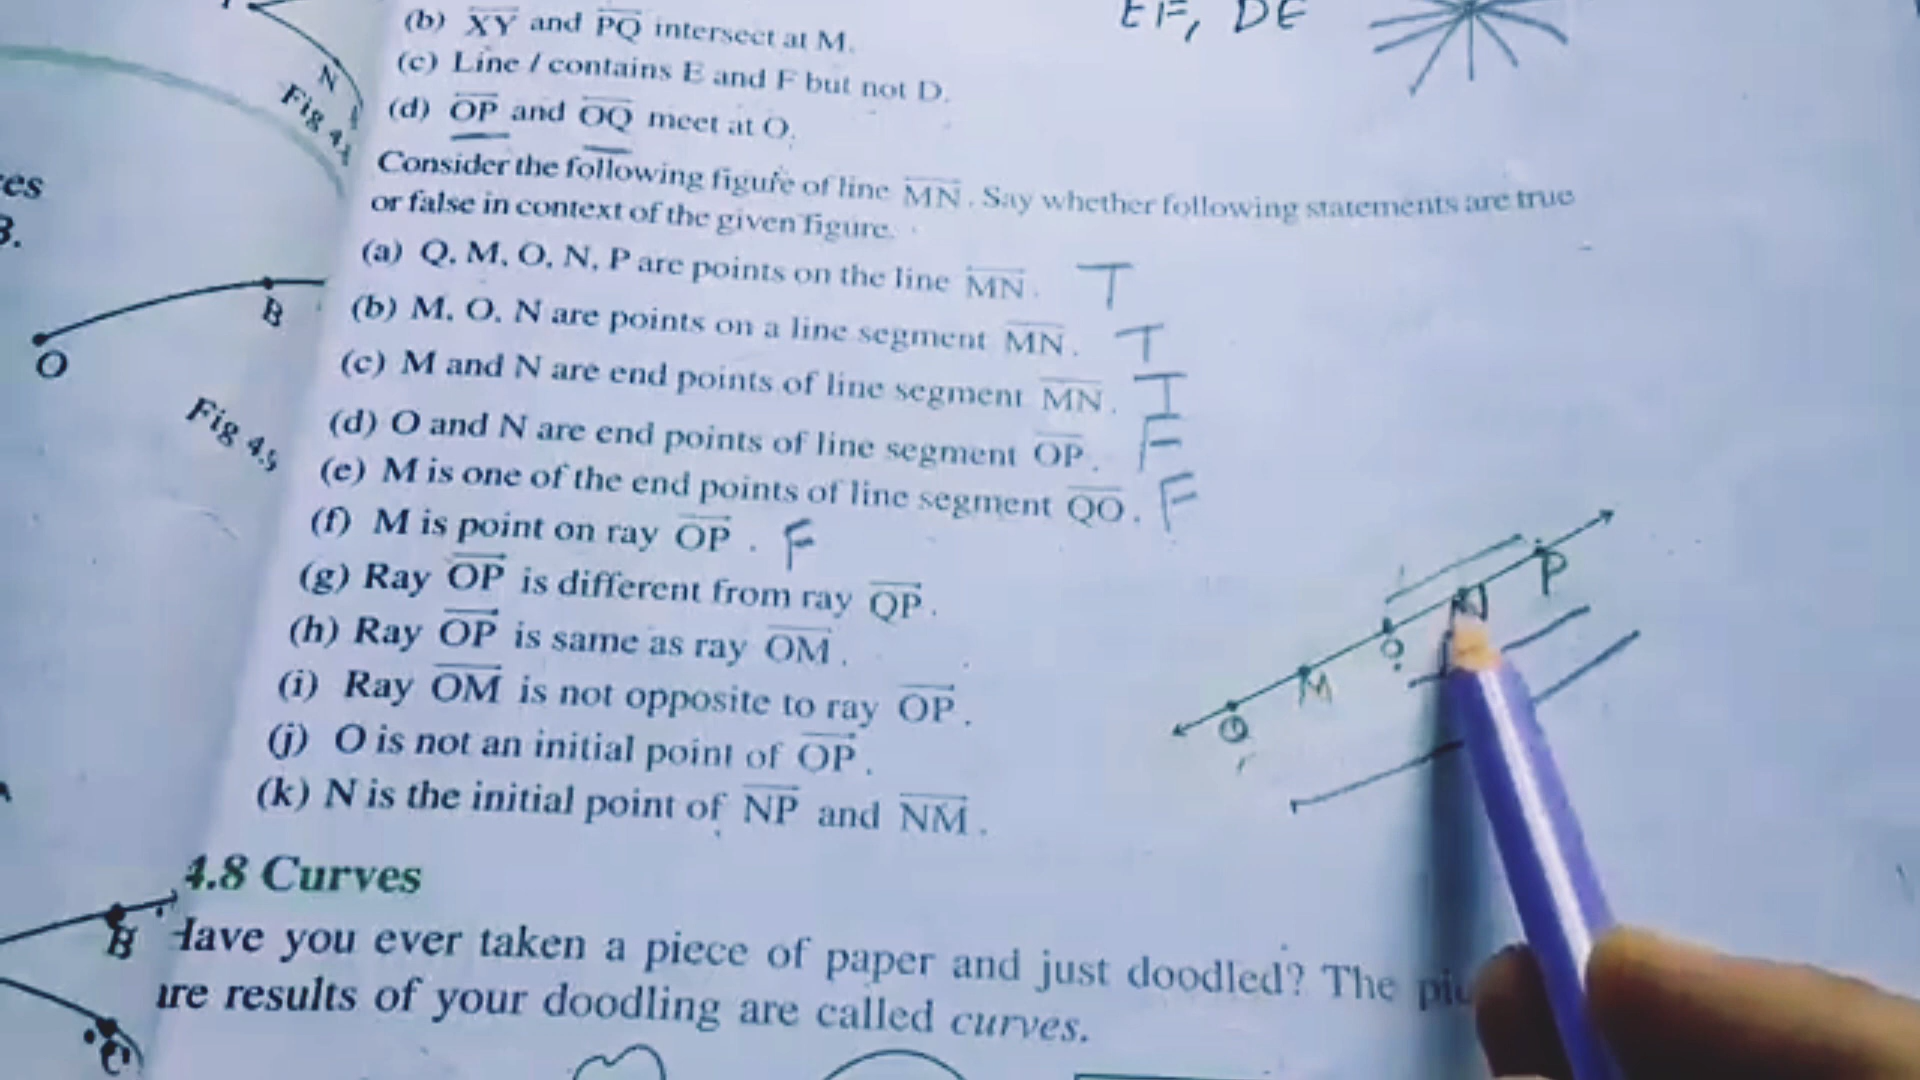 (b) XY and PQ intersect at M.
EF, DE
(c) Line l contains E and F but not D.
(d) OP and OQ meet at O.
N
Fig 4.
Consider the following figure of line MN. Say whether following statements are true
or false in context of the given figure.
(a) Q, M, O, N, P are points on the line MN. T
(b) M, O, N are points on a line segment MN. T
(c) M and N are end points of line segment MN. T
(d) O and N are end points of line segment OP. F
(e) M is one of the end points of line segment QO. F
(f) M is point on ray OP. F
(g) Ray OP is different from ray QP.
(h) Ray OP is same as ray OM.
(i) Ray OM is not opposite to ray OP.
(j) O is not an initial point of OP.
(k) N is the initial point of NP and NM.
P
N
O
M
Q
es
3.
B
O
Fig 4.9
4.8 Curves
B
Have you ever taken a piece of paper and just doodled? The
are results of your doodling are called curves.
C